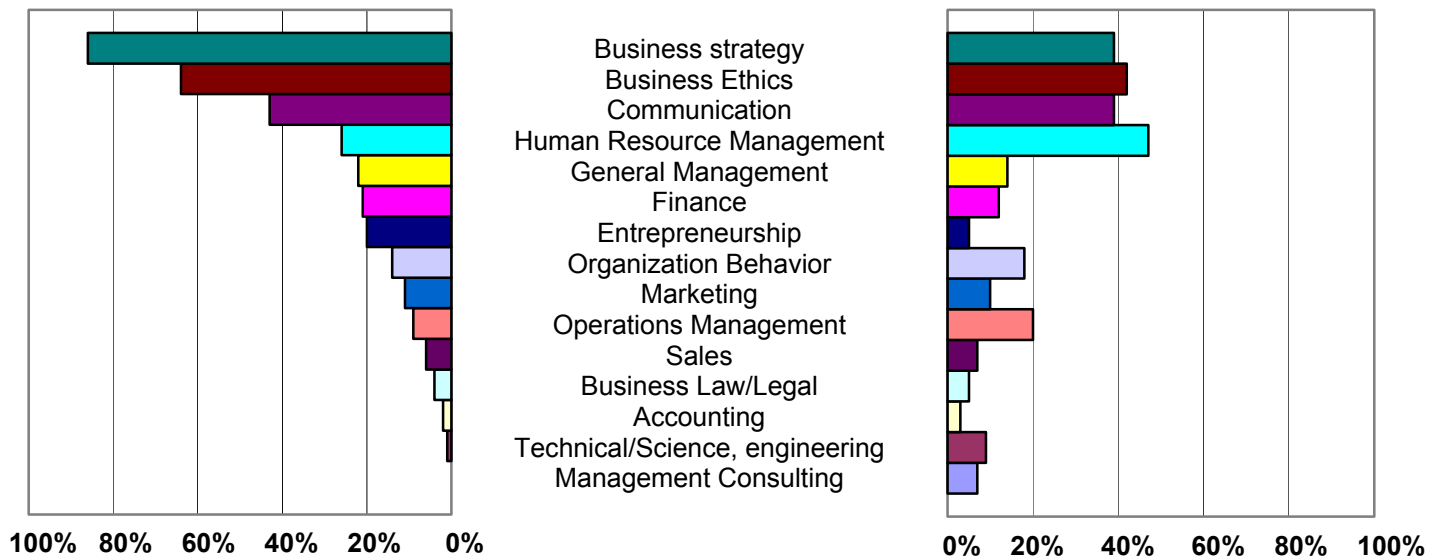 Business strategy
Business Ethics
Communication
Human Resource Management
General Management
Finance
Entrepreneurship
Organization Behavior
Marketing
Operations Management
Sales
Business Law/Legal
Accounting
Technical/Science, engineering
Management Consulting
100% 80% 60% 40% 20% 0% 0% 20% 40% 60% 80% 100%